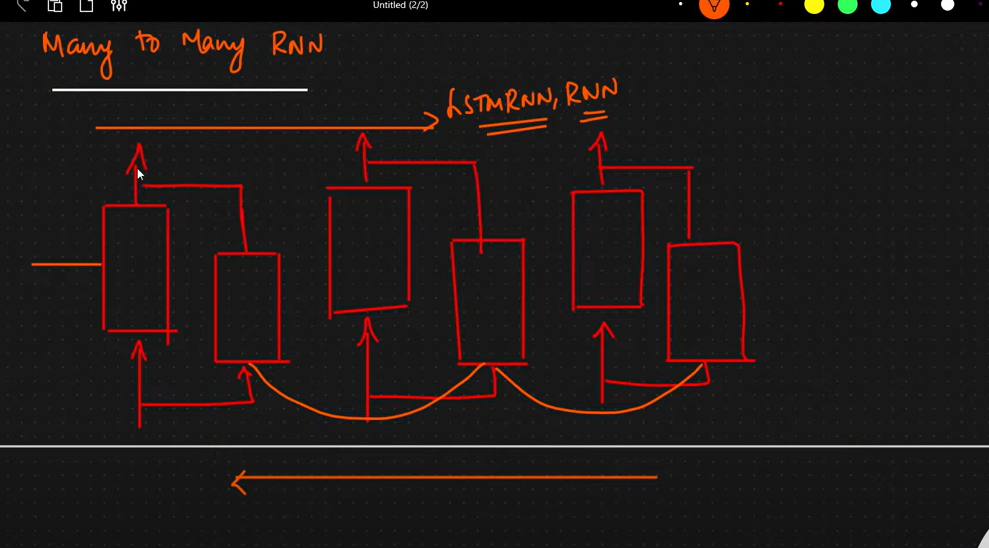 Untitled (2/2)
Many to Many RNN
LSTMRNN, RNN